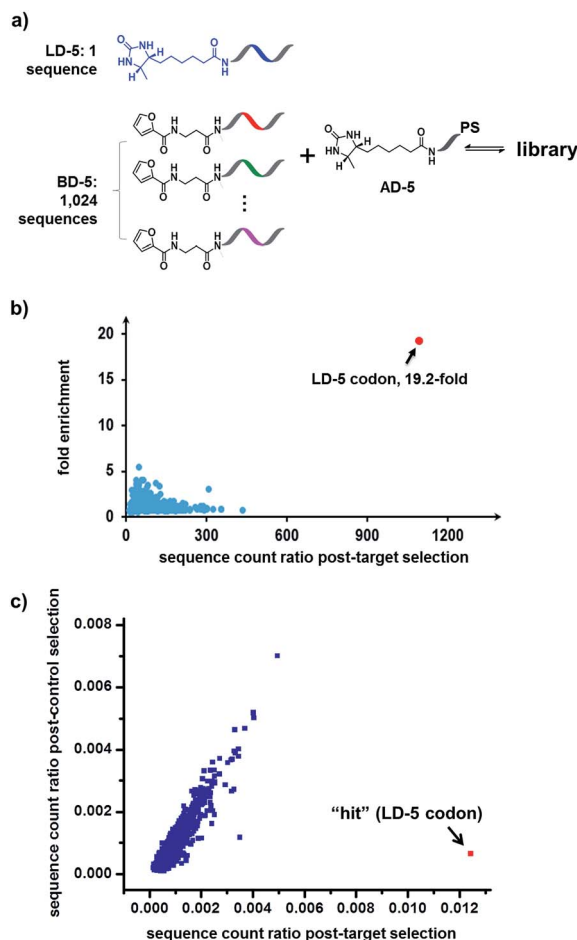 a)
LD-5: 1
sequence
O
HN
NH
H
H
O
N
H
BD-5:
1,024
sequences
O
H
N
O
O
N
H
O
H
N
O
O
N
H
⋮
O
H
N
O
O
N
H
+
O
HN
NH
H
H
O
N
H
PS
AD-5
library
b)
fold enrichment
20
15
10
5
0
0
300
600
900
1200
LD-5 codon, 19.2-fold
sequence count ratio post-target selection
c)
sequence count ratio post-control selection
0.008
0.006
0.004
0.002
0.000
"hit" (LD-5 codon)
0.000 0.002 0.004 0.006 0.008 0.010 0.012
sequence count ratio post-target selection